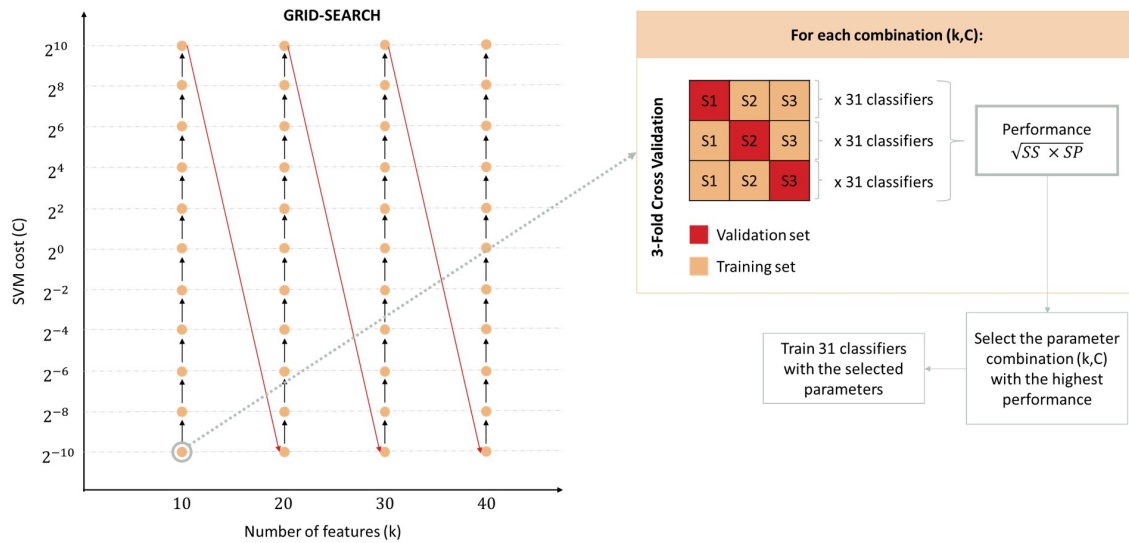 GRID-SEARCH
SVM cost (C)
2^10
2^8
2^6
2^4
2^2
2^0
2^−2
2^−4
2^−6
2^−8
2^−10
10 20 30 40
Number of features (k)
For each combination (k,C):
3-Fold Cross Validation
S1 S2 S3 x 31 classifiers
S1 S2 S3 x 31 classifiers
S1 S2 S3 x 31 classifiers
Validation set
Training set
Performance
√SS × SP
Select the parameter
combination (k,C)
with the highest
performance
Train 31 classifiers
with the selected
parameters